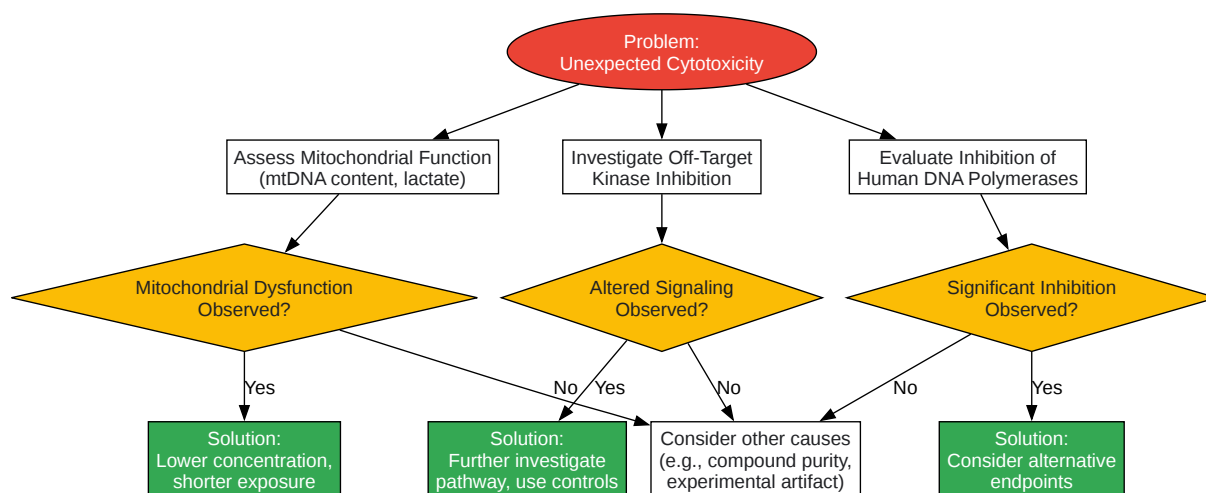 Problem:
Unexpected Cytotoxicity
Assess Mitochondrial Function
(mtDNA content, lactate)
Investigate Off-Target
Kinase Inhibition
Evaluate Inhibition of
Human DNA Polymerases
Mitochondrial Dysfunction
Observed?
Altered Signaling
Observed?
Significant Inhibition
Observed?
Yes
No
Yes
No
No
Yes
Solution:
Lower concentration,
shorter exposure
Solution:
Further investigate
pathway, use controls
Consider other causes
(e.g., compound purity,
experimental artifact)
Solution:
Consider alternative
endpoints